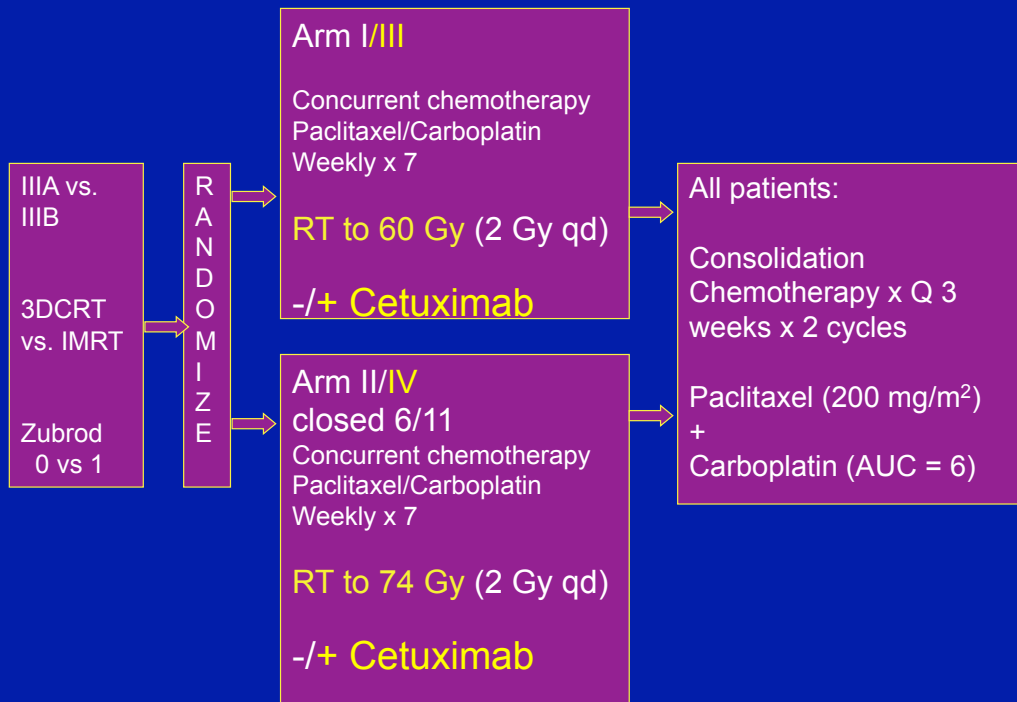 IIIA vs.
IIIB
3DCRT
vs. IMRT
Zubrod
0 vs 1
R
A
N
D
O
M
I
Z
E
Arm I/III
Concurrent chemotherapy
Paclitaxel/Carboplatin
Weekly x 7
RT to 60 Gy (2 Gy qd)
-/+ Cetuximab
Arm II/IV
closed 6/11
Concurrent chemotherapy
Paclitaxel/Carboplatin
Weekly x 7
RT to 74 Gy (2 Gy qd)
-/+ Cetuximab
All patients:
Consolidation
Chemotherapy x Q 3
weeks x 2 cycles
Paclitaxel (200 mg/m²)
+
Carboplatin (AUC = 6)